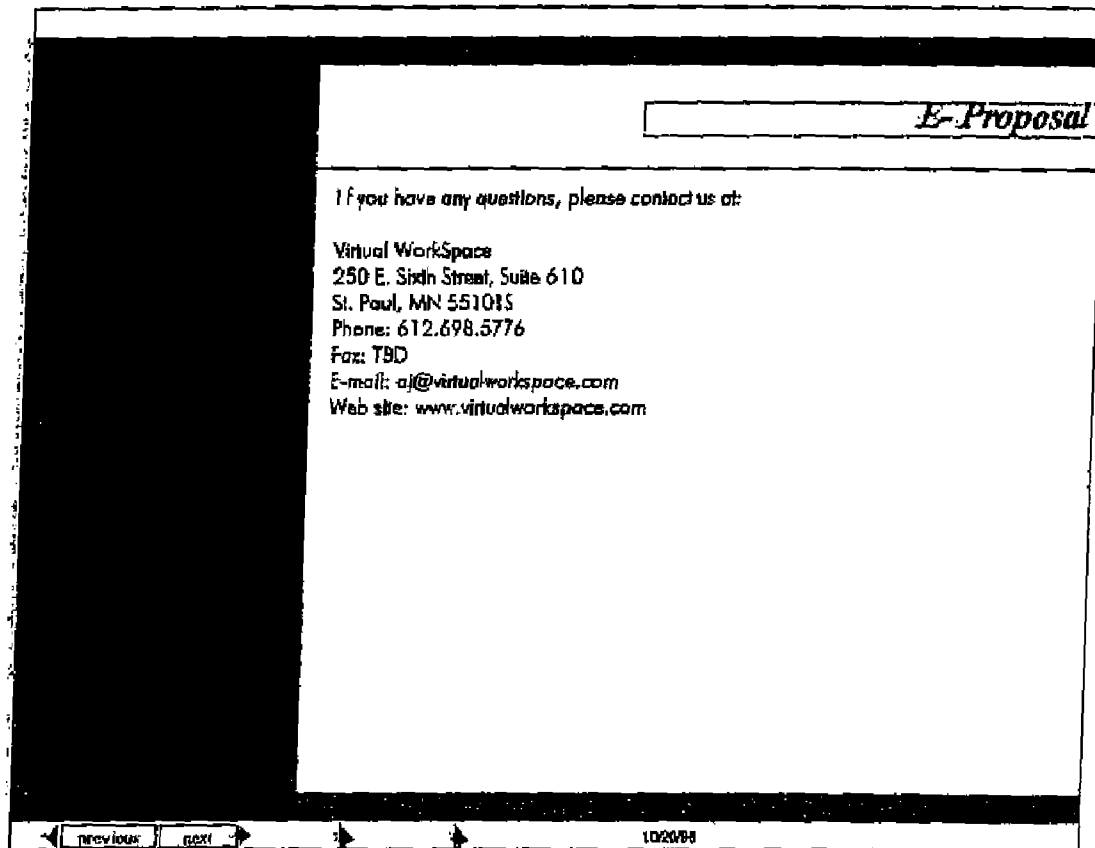 E-Proposal
If you have any questions, please contact us at:
Virtual WorkSpace
250 E. Sixth Street, Suite 610
St. Paul, MN
Phone: 612.698.5776
Fax: TBD
E-mail: aj@virtualworkspace.com
Web site: www.virtualworkspace.com
previous next